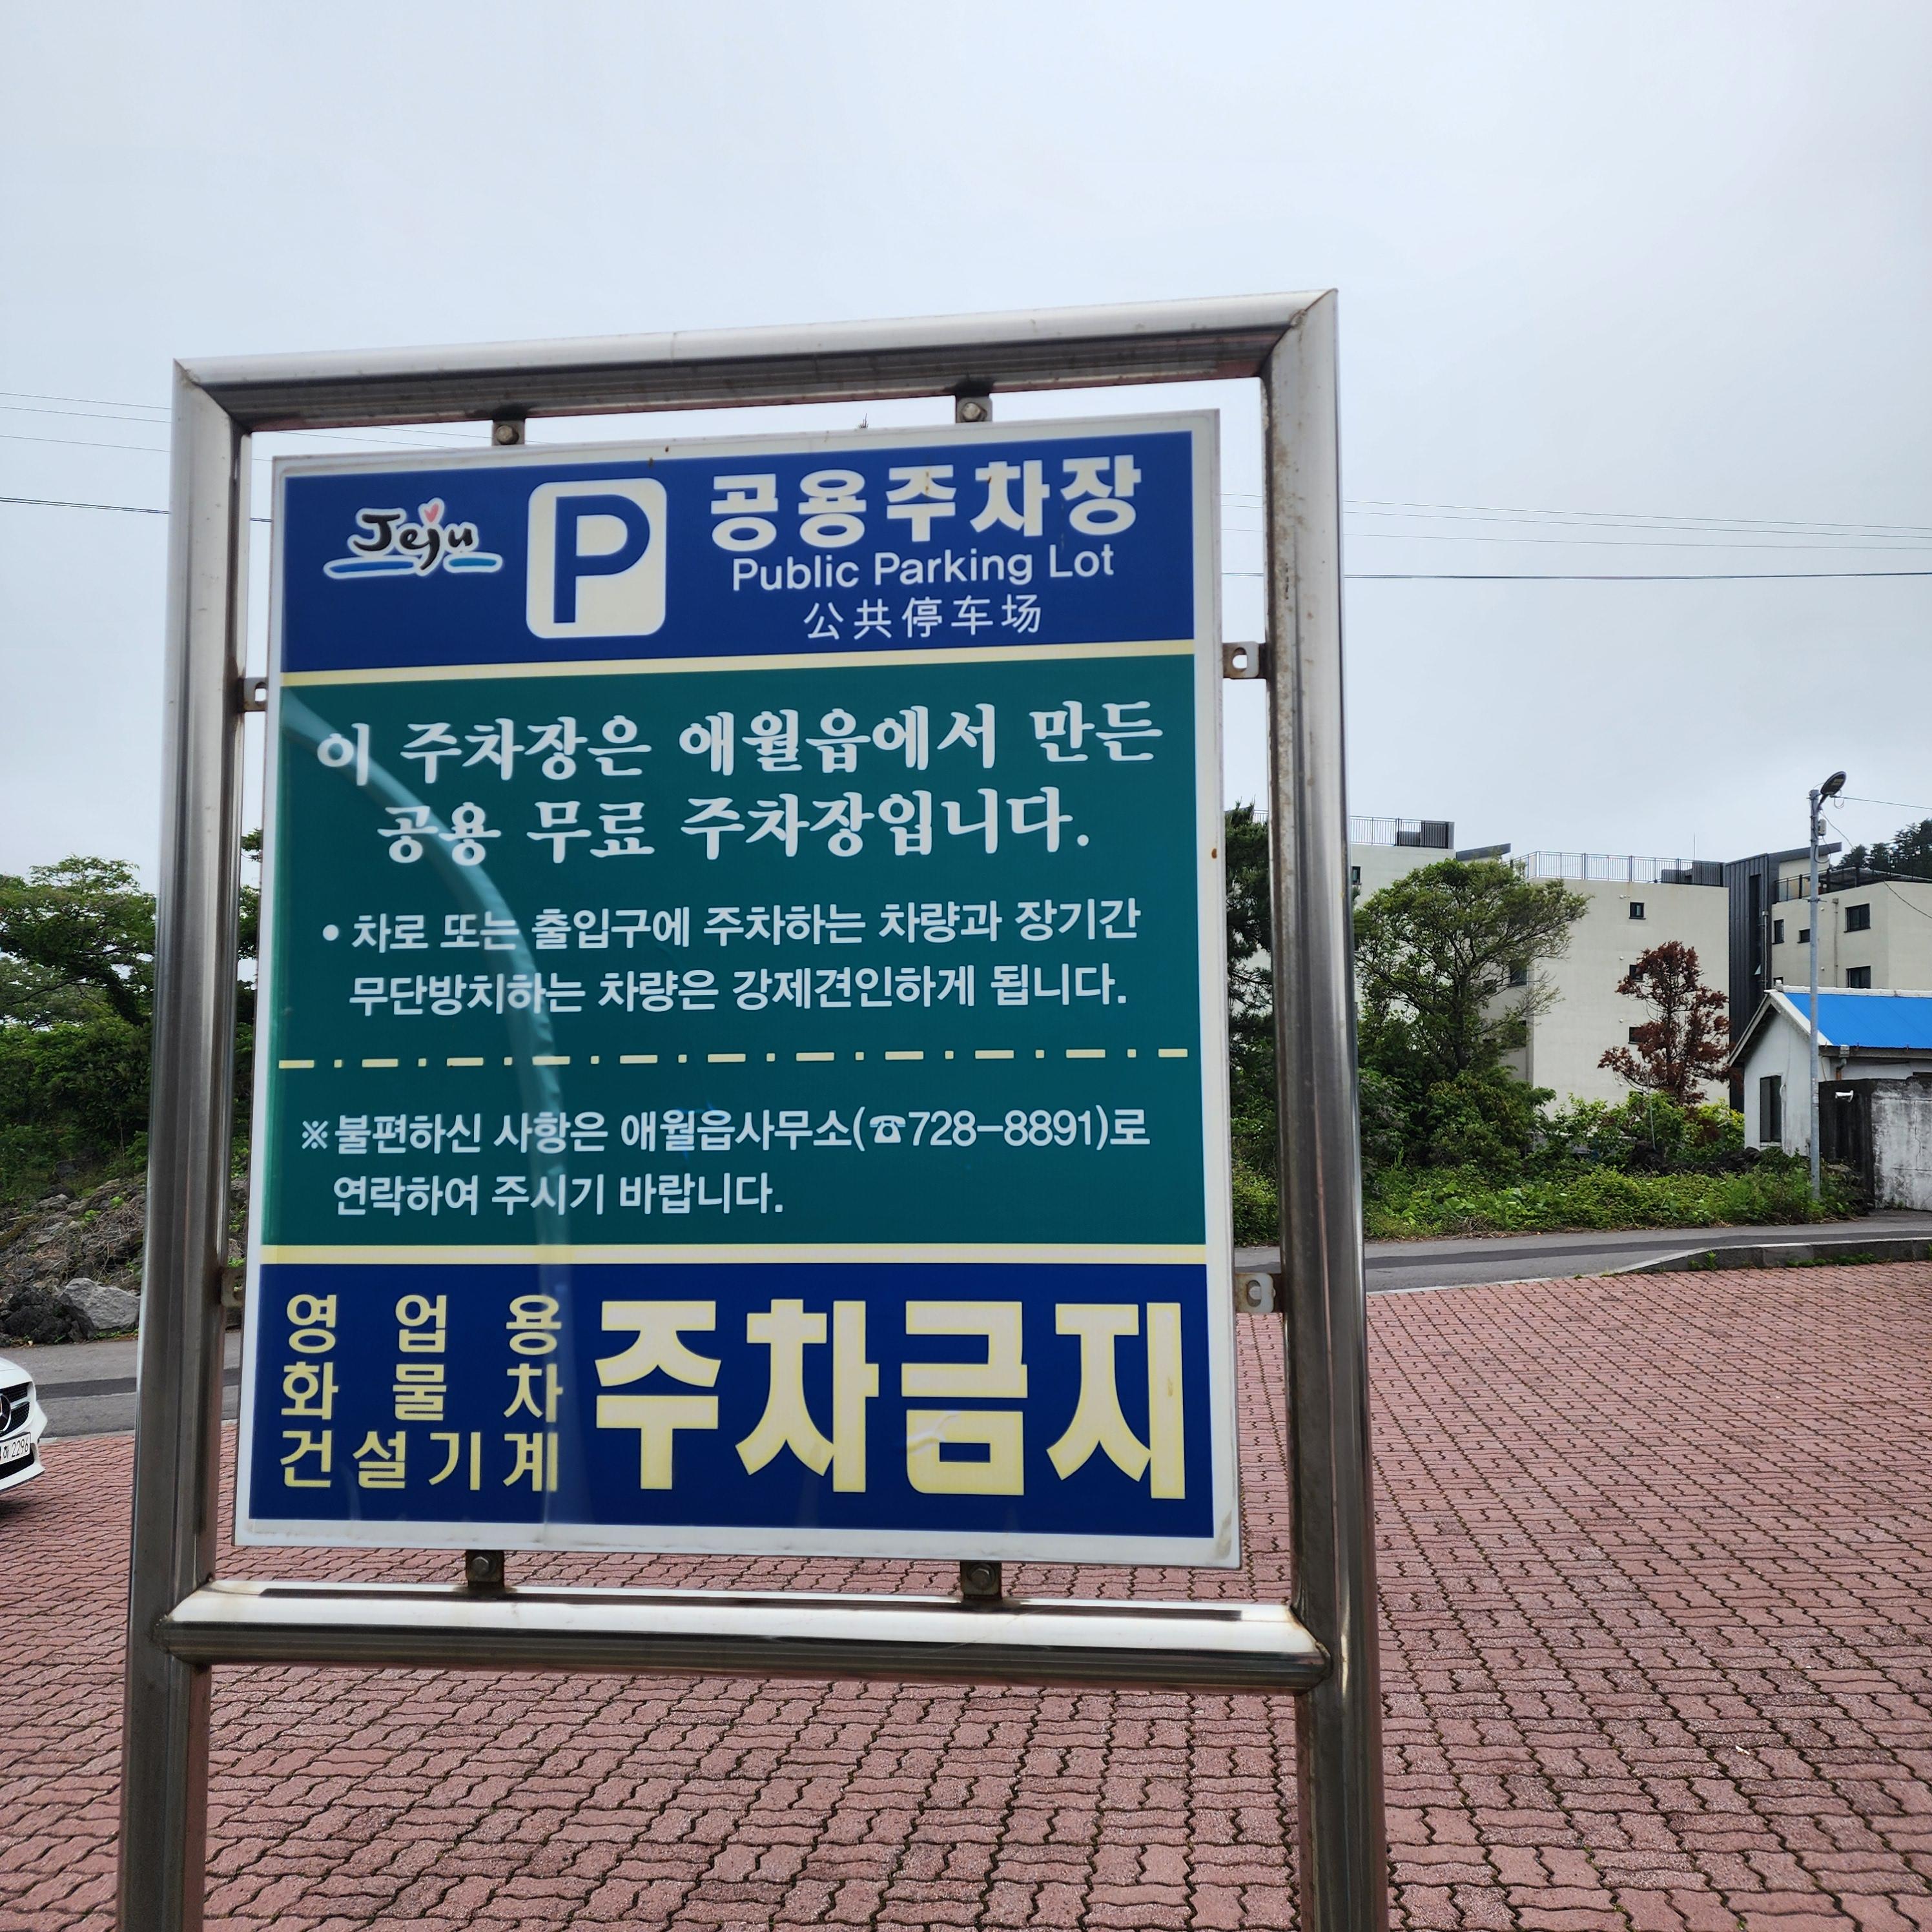 Jeju
P
공용주차장
Public Parking Lot
公共停车场
이 주차장은 애월읍에서 만든
공용 무료 주차장입니다.
• 차로 또는 출입구에 주차하는 차량과 장기간
무단방치하는 차량은 강제견인하게 됩니다.
※불편하신 사항은 애월읍사무소(☎728-8891)로
연락하여 주시기 바랍니다.
영업용
화물차
건설기계
주차금지
2296